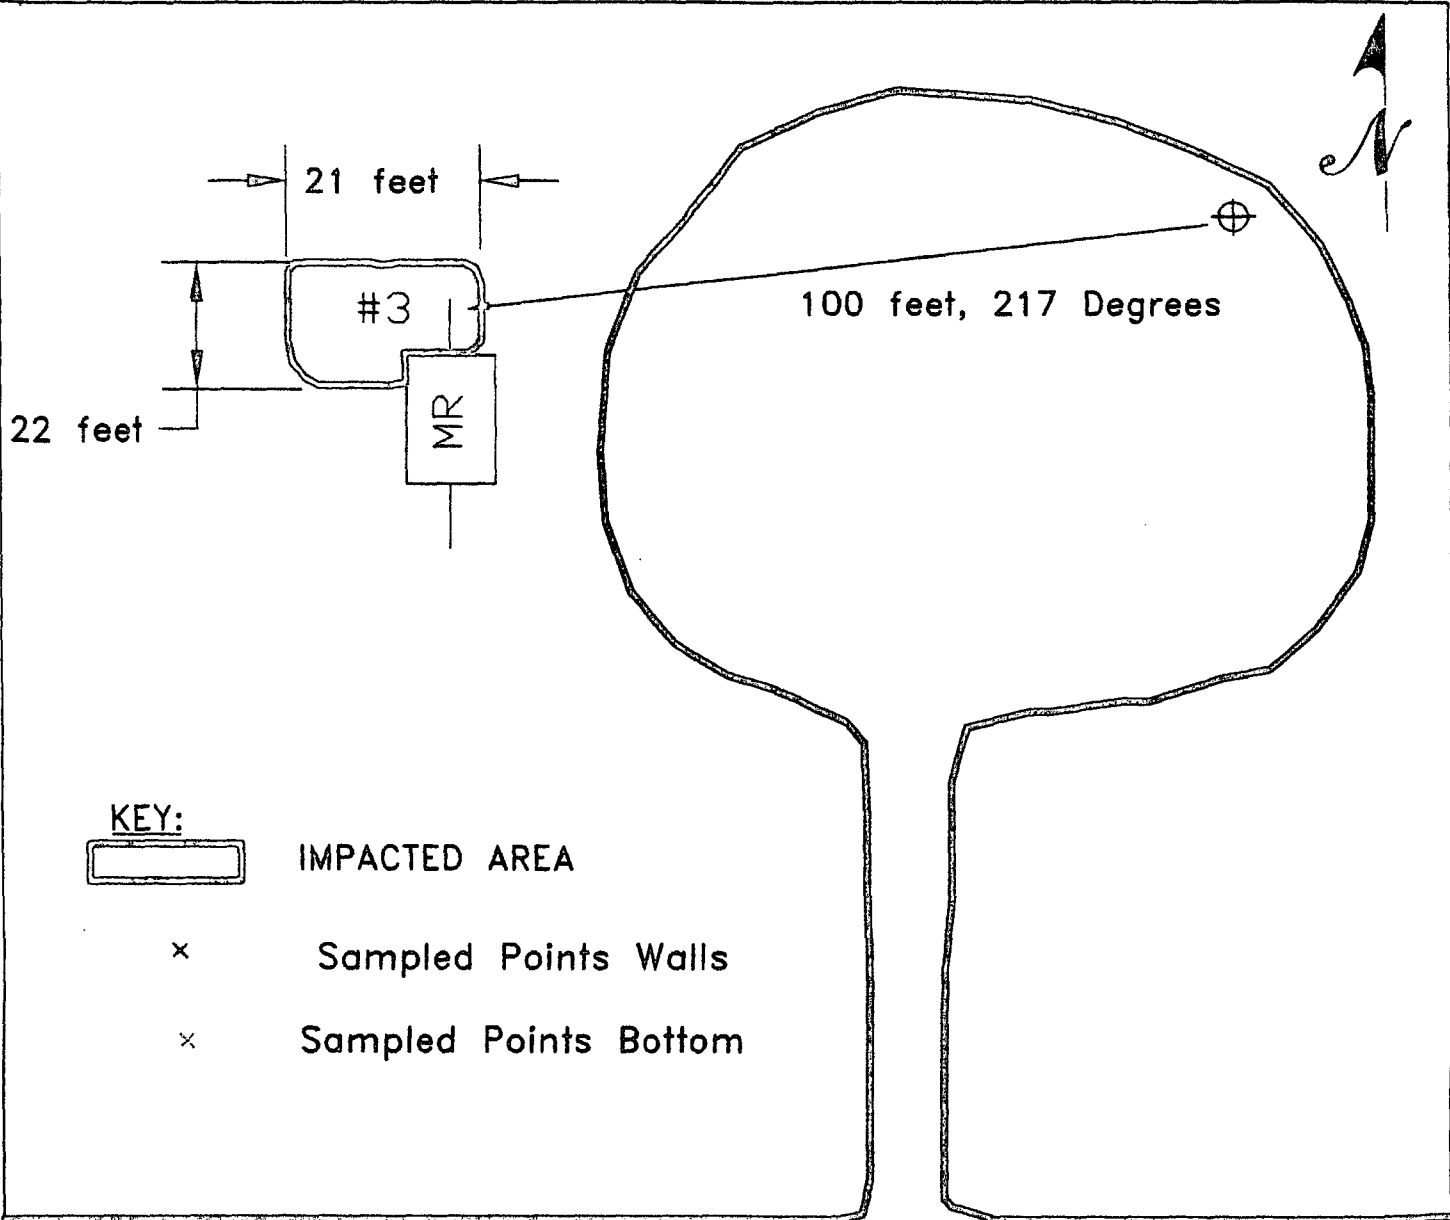 N
21 feet
#3
100 feet, 217 Degrees
MR
22 feet
KEY:
IMPACTED AREA
Sampled Points Walls
Sampled Points Bottom